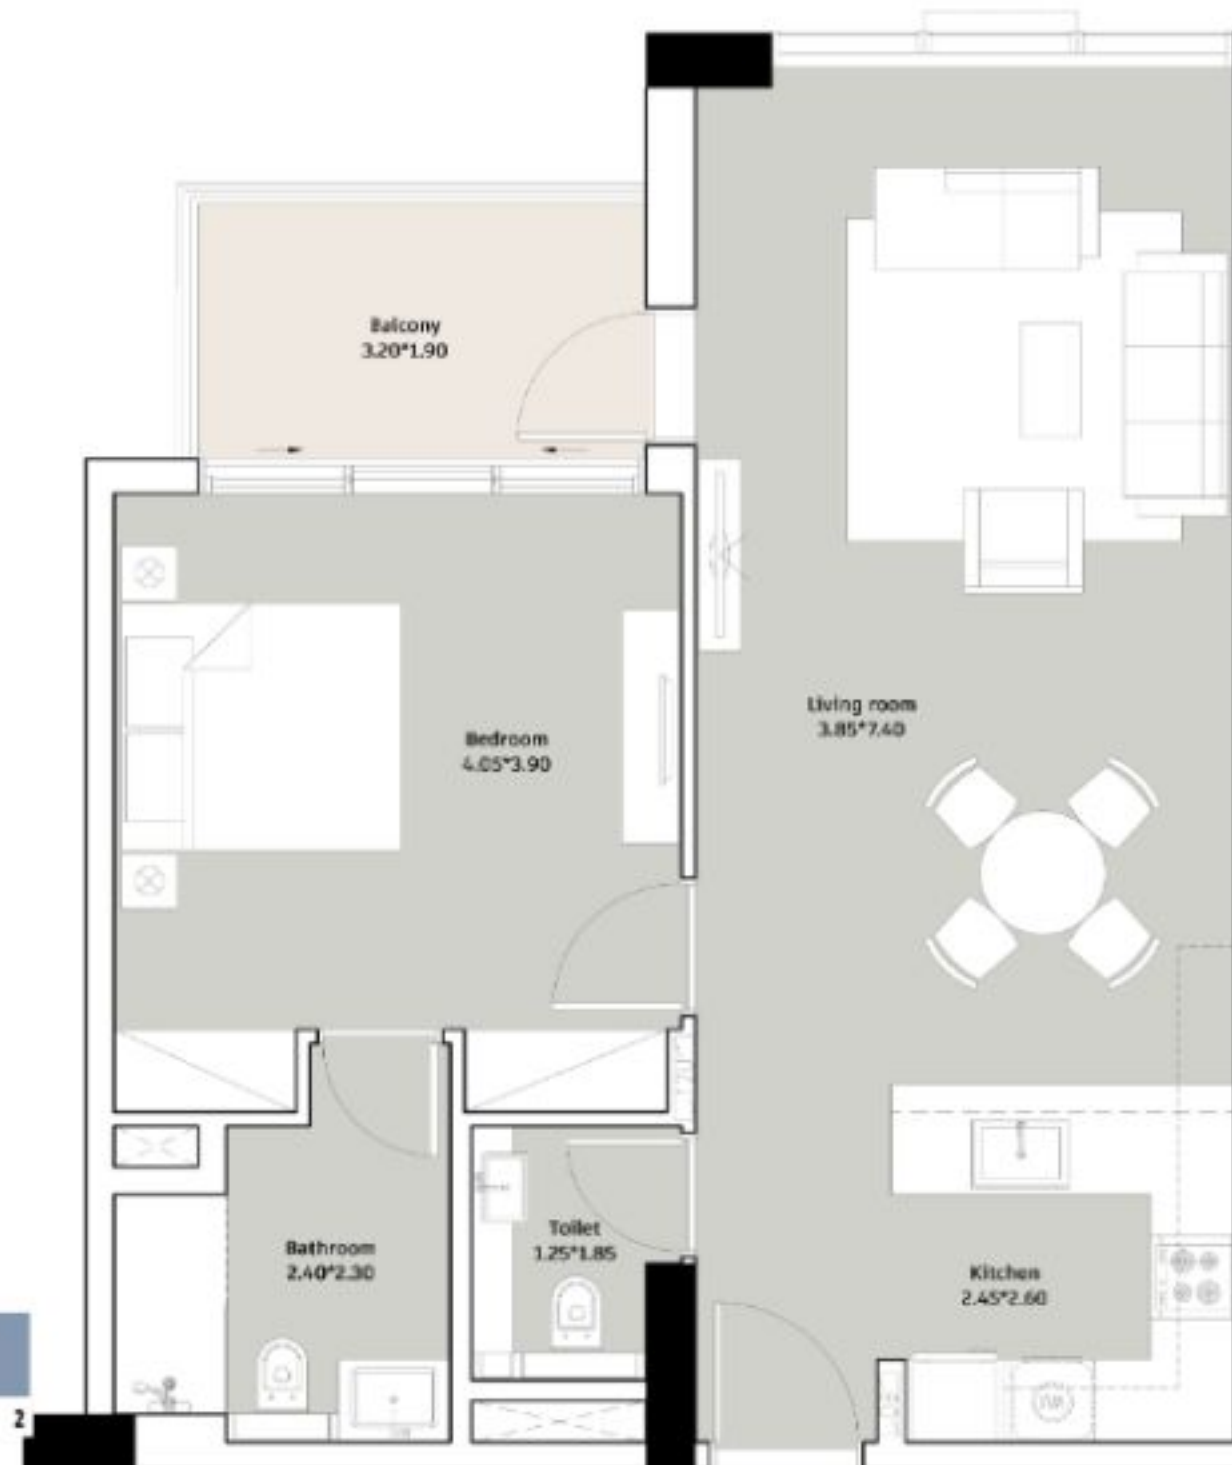 Balcony
3.20*1.90
Living room
3.85*7.40
Bedroom
4.05*3.90
Toilet
1.25*1.85
Bathroom
2.40*2.30
Kitchen
2.45*2.60
2